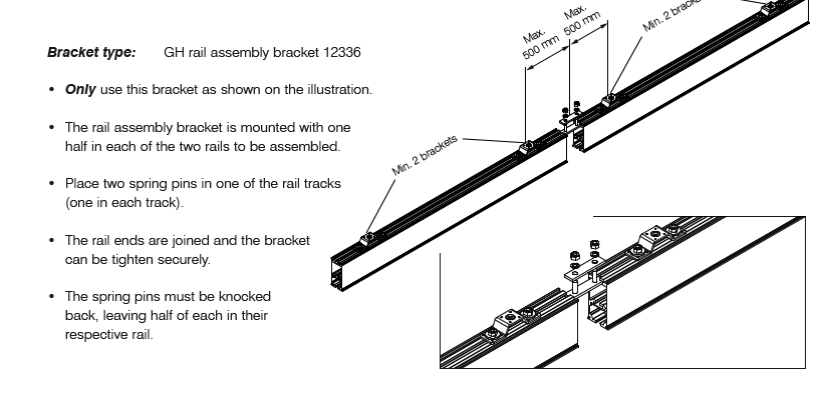 Bracket type: GH rail assembly bracket 12336
• Only use this bracket as shown on the illustration.
• The rail assembly bracket is mounted with one
half in each of the two rails to be assembled.
• Place two spring pins in one of the rail tracks
(one in each track).
• The rail ends are joined and the bracket
can be tighten securely.
• The spring pins must be knocked
back, leaving half of each in their
respective rail.
Max.
500 mm
Max.
500 mm
Min. 2 brackets
Min. 2